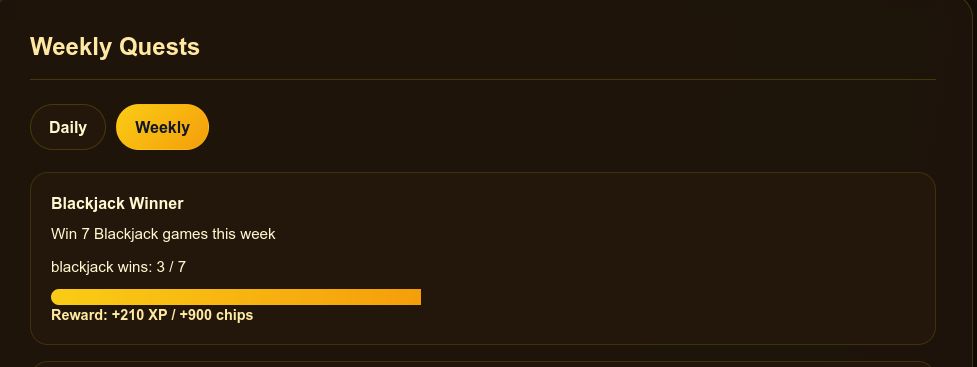 Weekly Quests
Daily
Weekly
Blackjack Winner
Win 7 Blackjack games this week
blackjack wins: 3 / 7
Reward: +210 XP / +900 chips